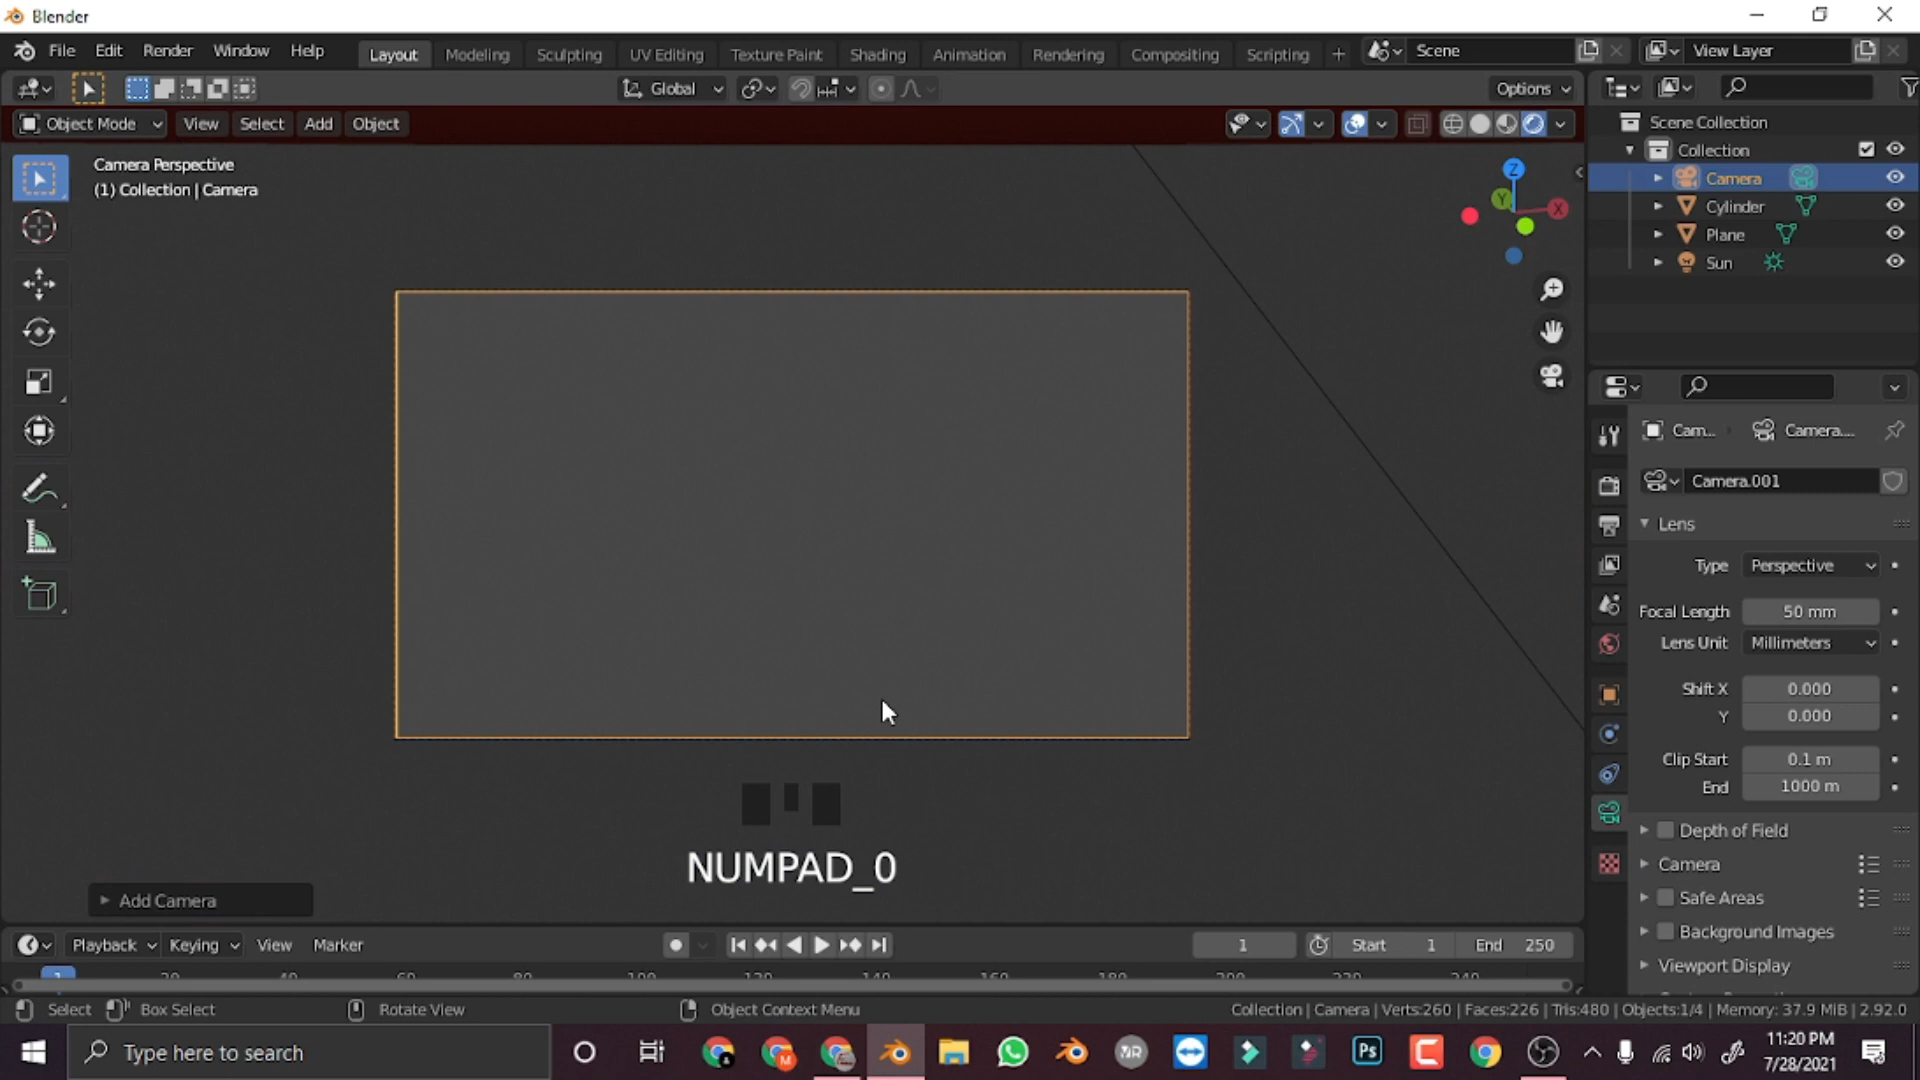 Blender
File Edit Render Window Help Layout Modeling Sculpting UV Editing Texture Paint Shading Animation Rendering Compositing Scripting + Scene View Layer
Global Options
Object Mode View Select Add Object
Scene Collection
Camera Perspective
(1) Collection | Camera
Collection
Camera
Cylinder
Plane
Sun
Z
Y
X
Cam... Camera....
Camera.001
Lens
Type Perspective
Focal Length 50 mm
Lens Unit Millimeters
Shift X 0.000
Y 0.000
Clip Start 0.1 m
End 1000 m
Depth of Field
Camera
Safe Areas
Background Images
Viewport Display
NUMPAD_0
Add Camera
Playback Keying View Marker 1 Start 1 End 250
1
Select Box Select Rotate View Object Context Menu Collection | Camera | Verts:260 | Faces:226 | Tris:480 | Objects:1/4 | Memory: 37.9 MiB | 2.92.0
Type here to search
Ps
11:20 PM
7/28/2021